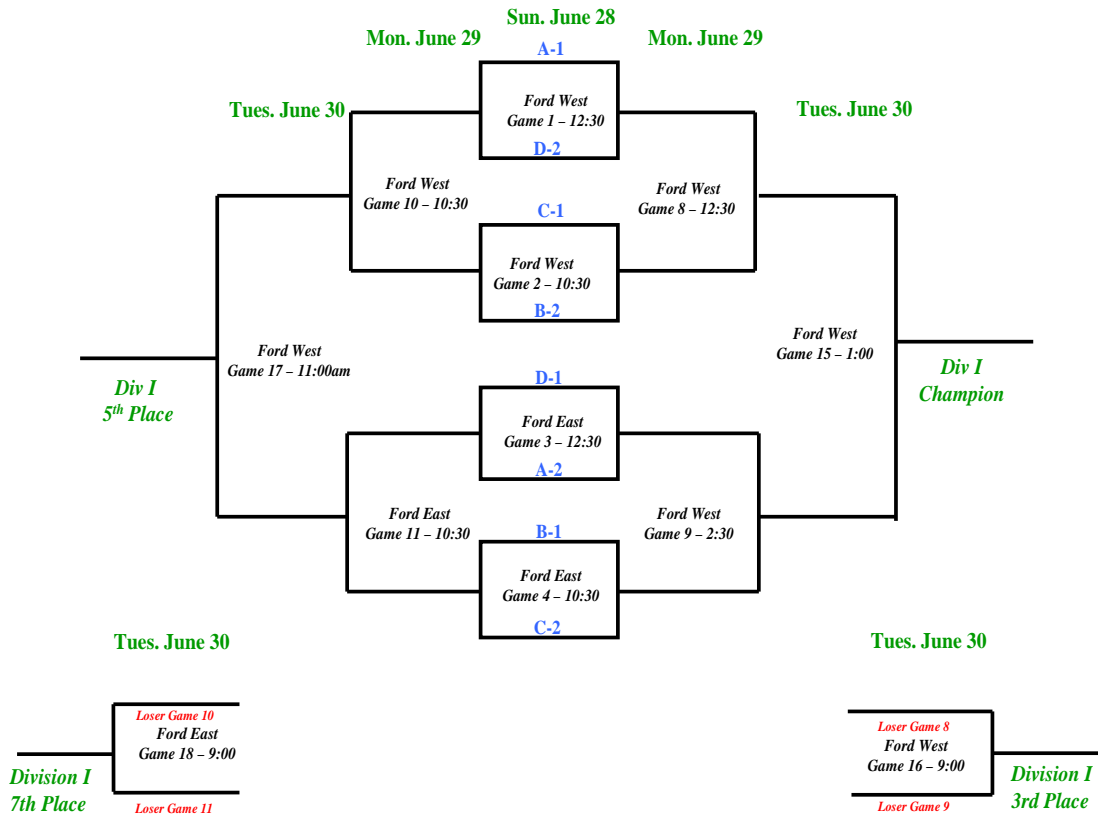 Sun. June 28
Mon. June 29
Mon. June 29
A-1
Tues. June 30
Tues. June 30
Ford West
Game 1 – 12:30
D-2
Ford West
Game 10 – 10:30
Ford West
Game 8 – 12:30
C-1
Ford West
Game 2 – 10:30
B-2
Ford West
Game 17 – 11:00am
Ford West
Game 15 – 1:00
Div I
5th Place
Div I
Champion
D-1
Ford East
Game 3 – 12:30
A-2
Ford East
Game 11 – 10:30
Ford West
Game 9 – 2:30
B-1
Ford East
Game 4 – 10:30
C-2
Tues. June 30
Tues. June 30
Loser Game 10
Ford East
Game 18 – 9:00
Loser Game 11
Division I
7th Place
Loser Game 8
Ford West
Game 16 – 9:00
Loser Game 9
Division I
3rd Place